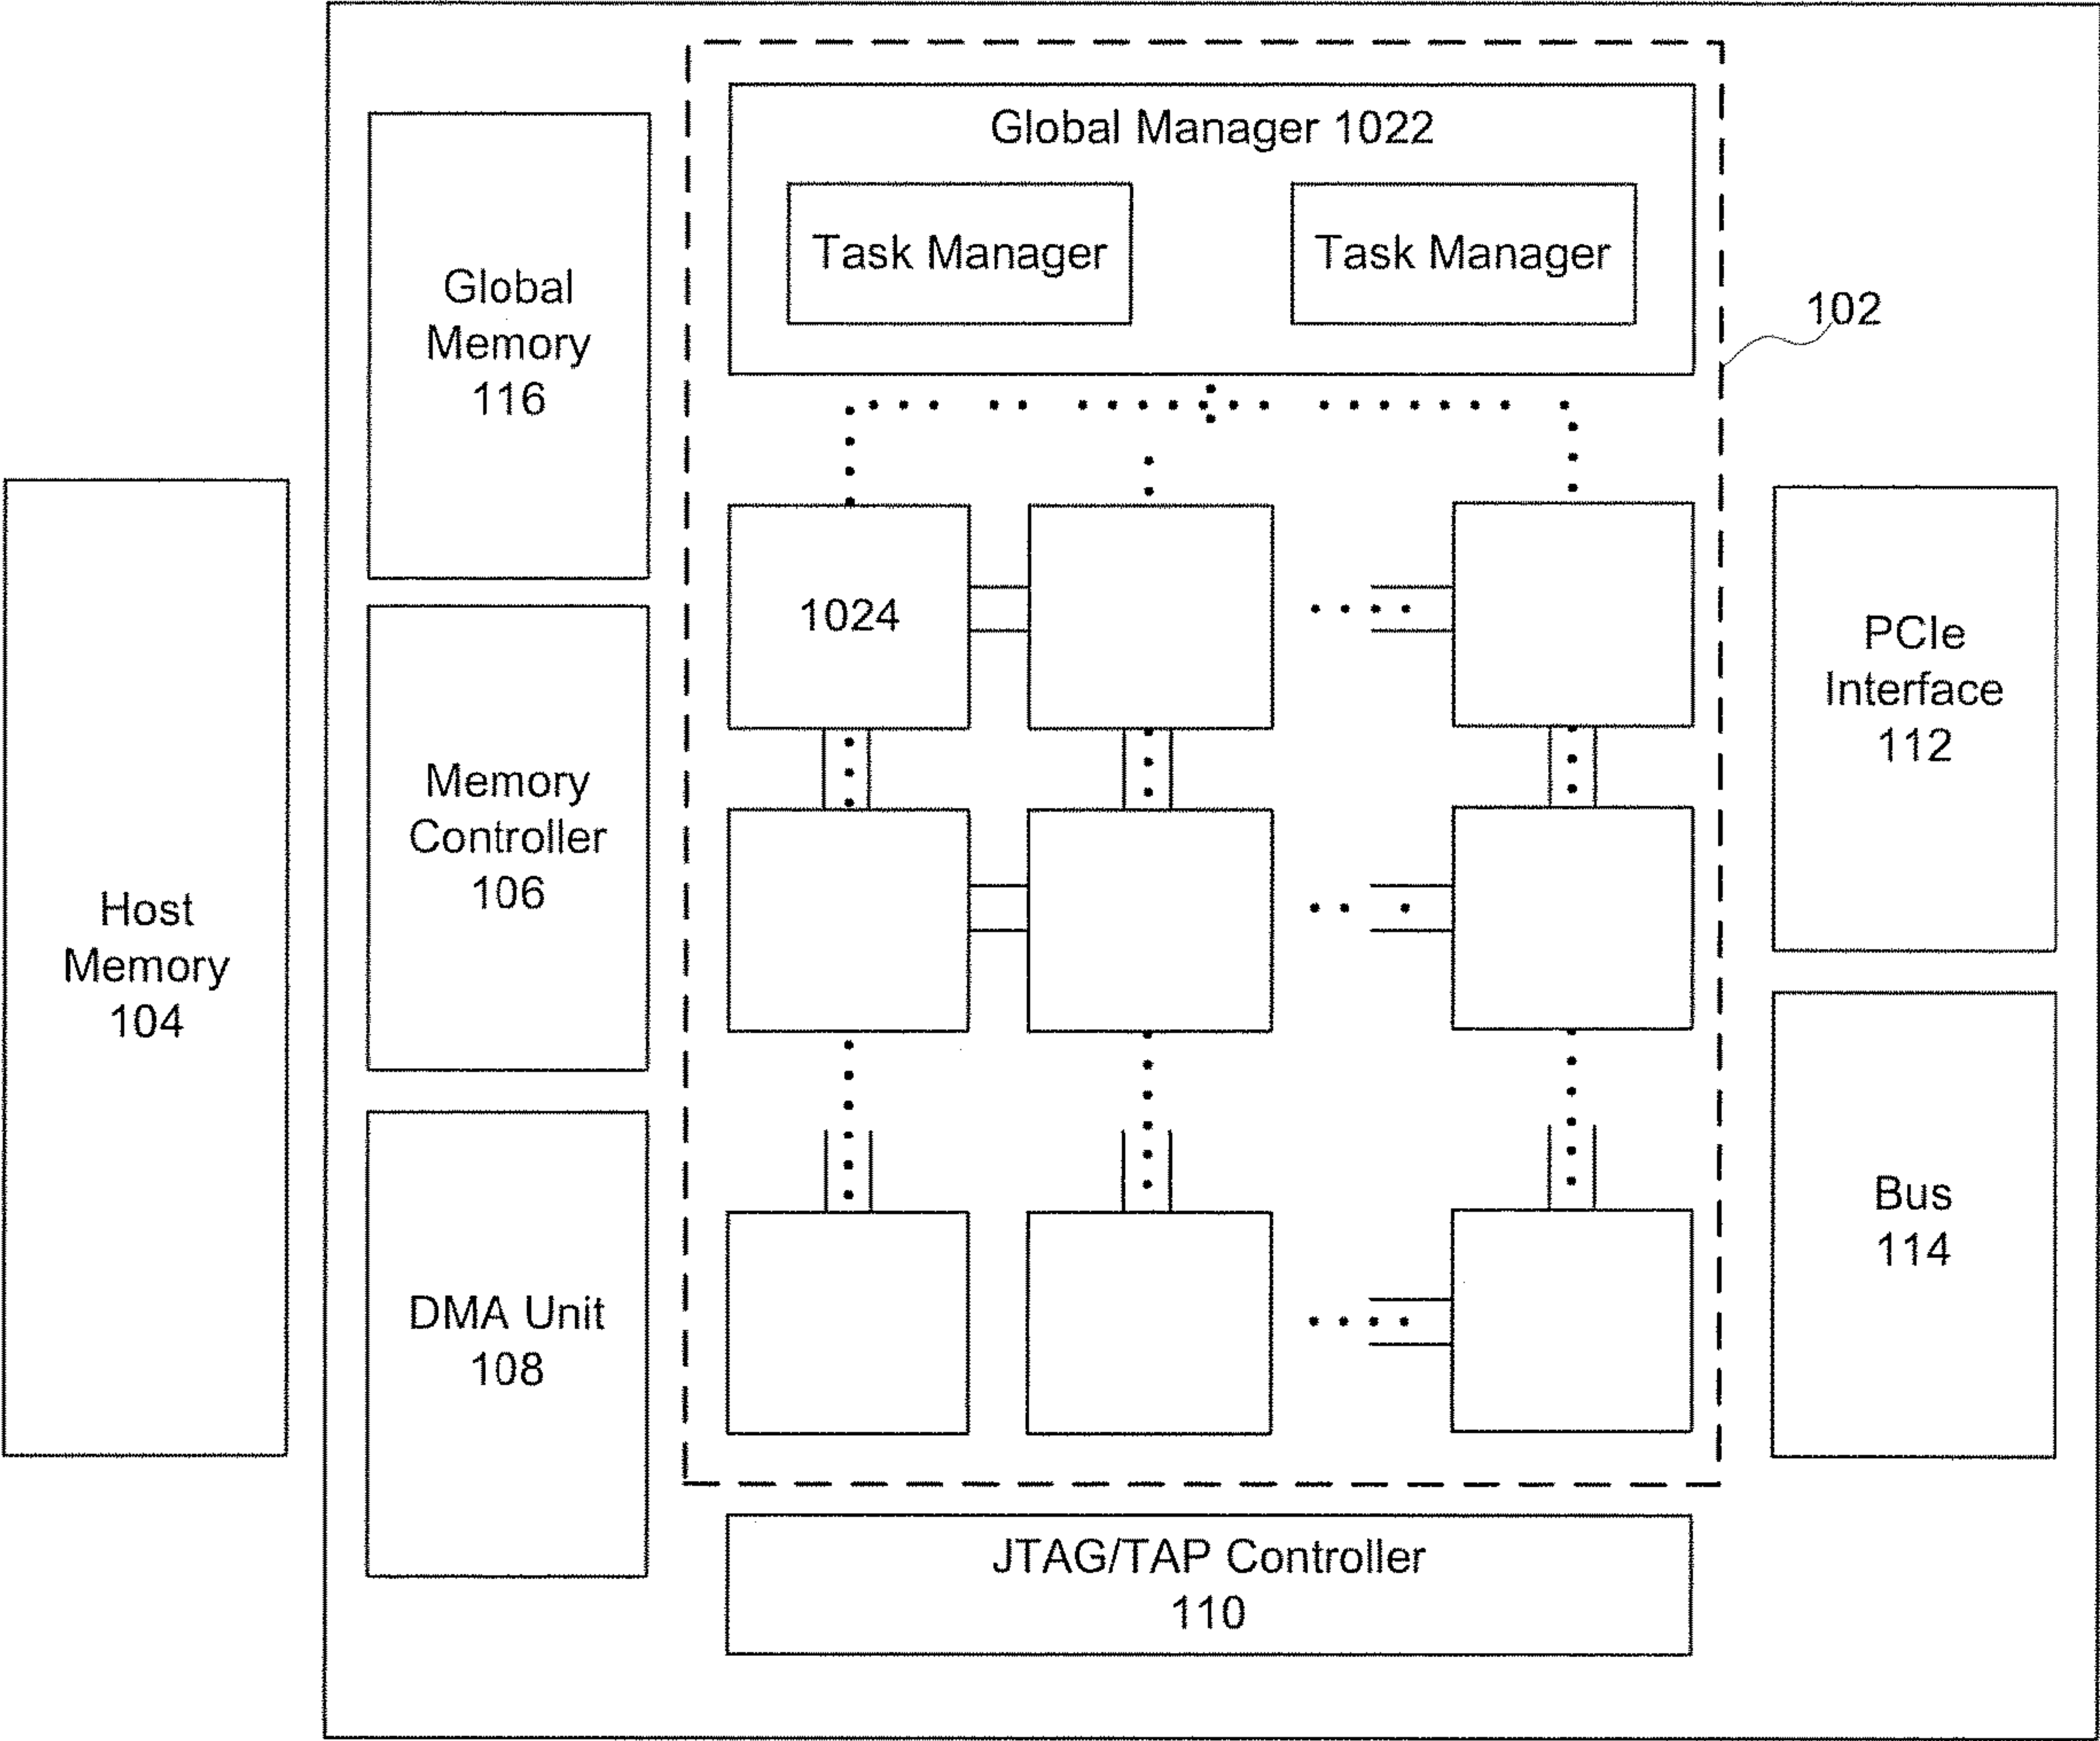 Global Manager 1022
Task Manager
Task Manager
102
Global
Memory
116
1024
PCIe
Interface
112
Memory
Controller
106
Host
Memory
104
Bus
114
DMA Unit
108
JTAG/TAP Controller
110